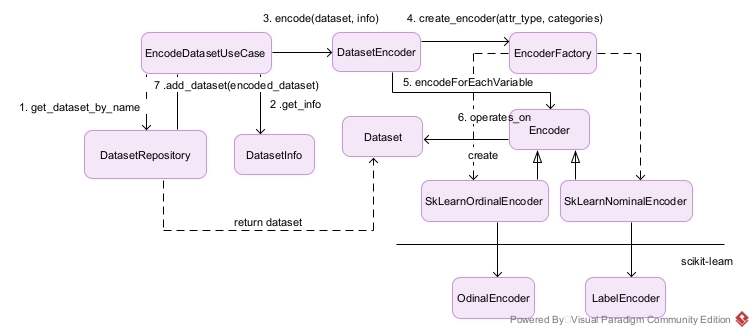 3. encode(dataset, info)
4. create_encoder(attr_type, categories)
EncodeDatasetUseCase
DatasetEncoder
EncoderFactory
7 .add_dataset(encoded_dataset)
5. encodeForEachVariable
1. get_dataset_by_name
2 .get_info
6. operates_on
Dataset
Encoder
DatasetRepository
DatasetInfo
create
SkLearnOrdinalEncoder
SkLearnNominalEncoder
return dataset
scikit-learn
OdinalEncoder
LabelEncoder
Powered By Visual Paradigm Community Edition